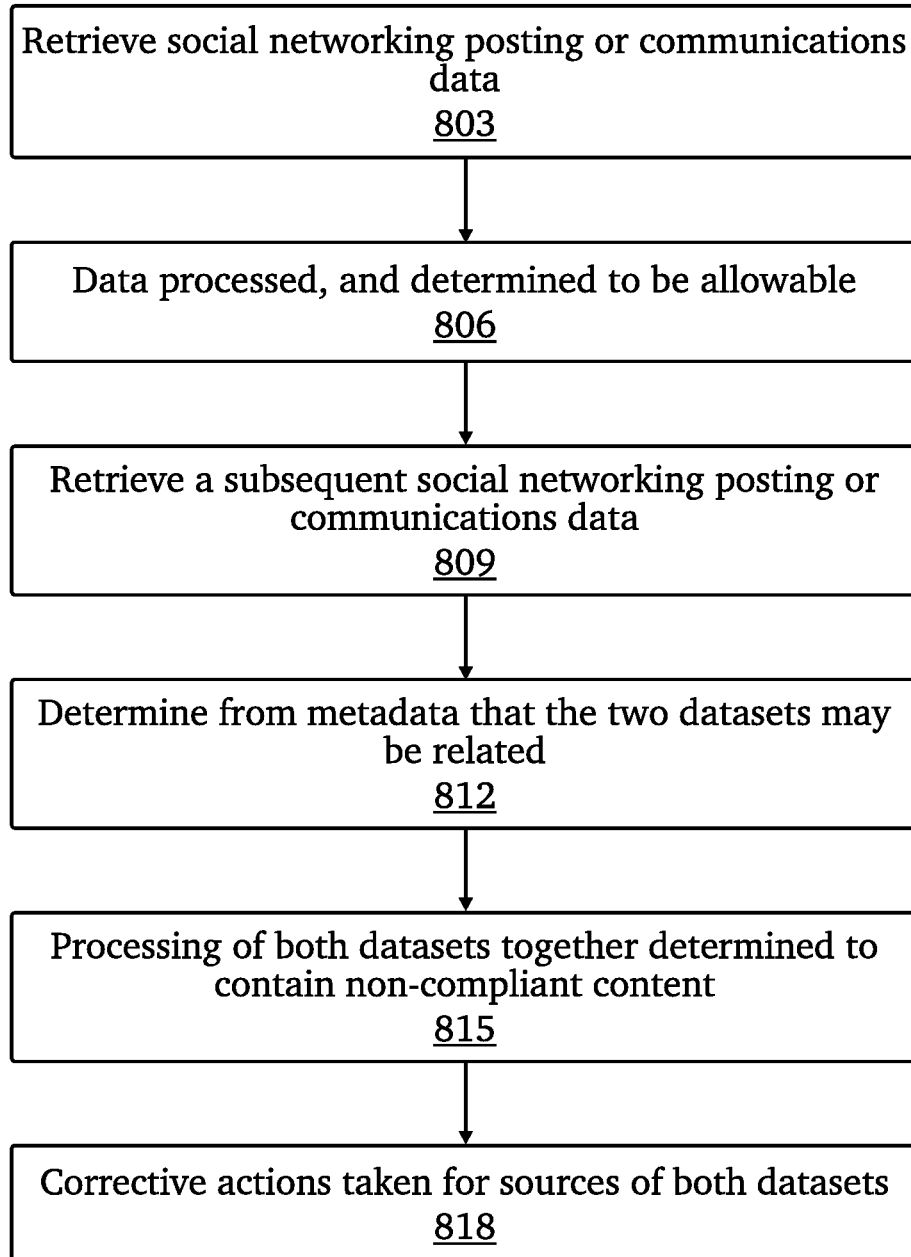 Retrieve social networking posting or communications
data
803
Data processed, and determined to be allowable
806
Retrieve a subsequent social networking posting or
communications data
809
Determine from metadata that the two datasets may
be related
812
Processing of both datasets together determined to
contain non-compliant content
815
Corrective actions taken for sources of both datasets
818